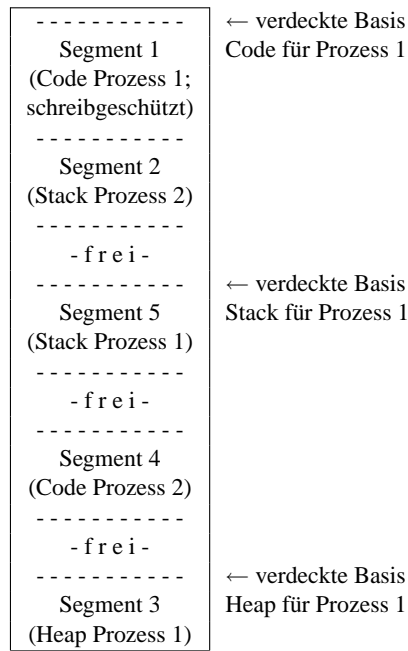 - - - - - - - - - - - ← verdeckte Basis
Segment 1 Code für Prozess 1
(Code Prozess 1;
schreibgeschützt)
- - - - - - - - - - -
Segment 2
(Stack Prozess 2)
- - - - - - - - - - -
- f r e i -
- - - - - - - - - - - ← verdeckte Basis
Segment 5 Stack für Prozess 1
(Stack Prozess 1)
- - - - - - - - - - -
- f r e i -
- - - - - - - - - - -
Segment 4
(Code Prozess 2)
- - - - - - - - - - -
- f r e i -
- - - - - - - - - - - ← verdeckte Basis
Segment 3 Heap für Prozess 1
(Heap Prozess 1)